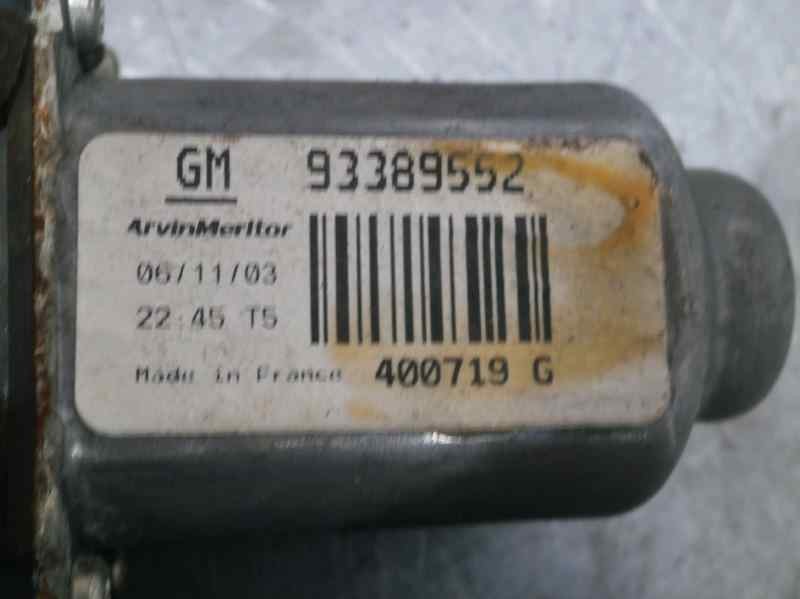 GM 93389552
ArvinMeritor
06/11/03
22:45 T5
Made in France 400719 G